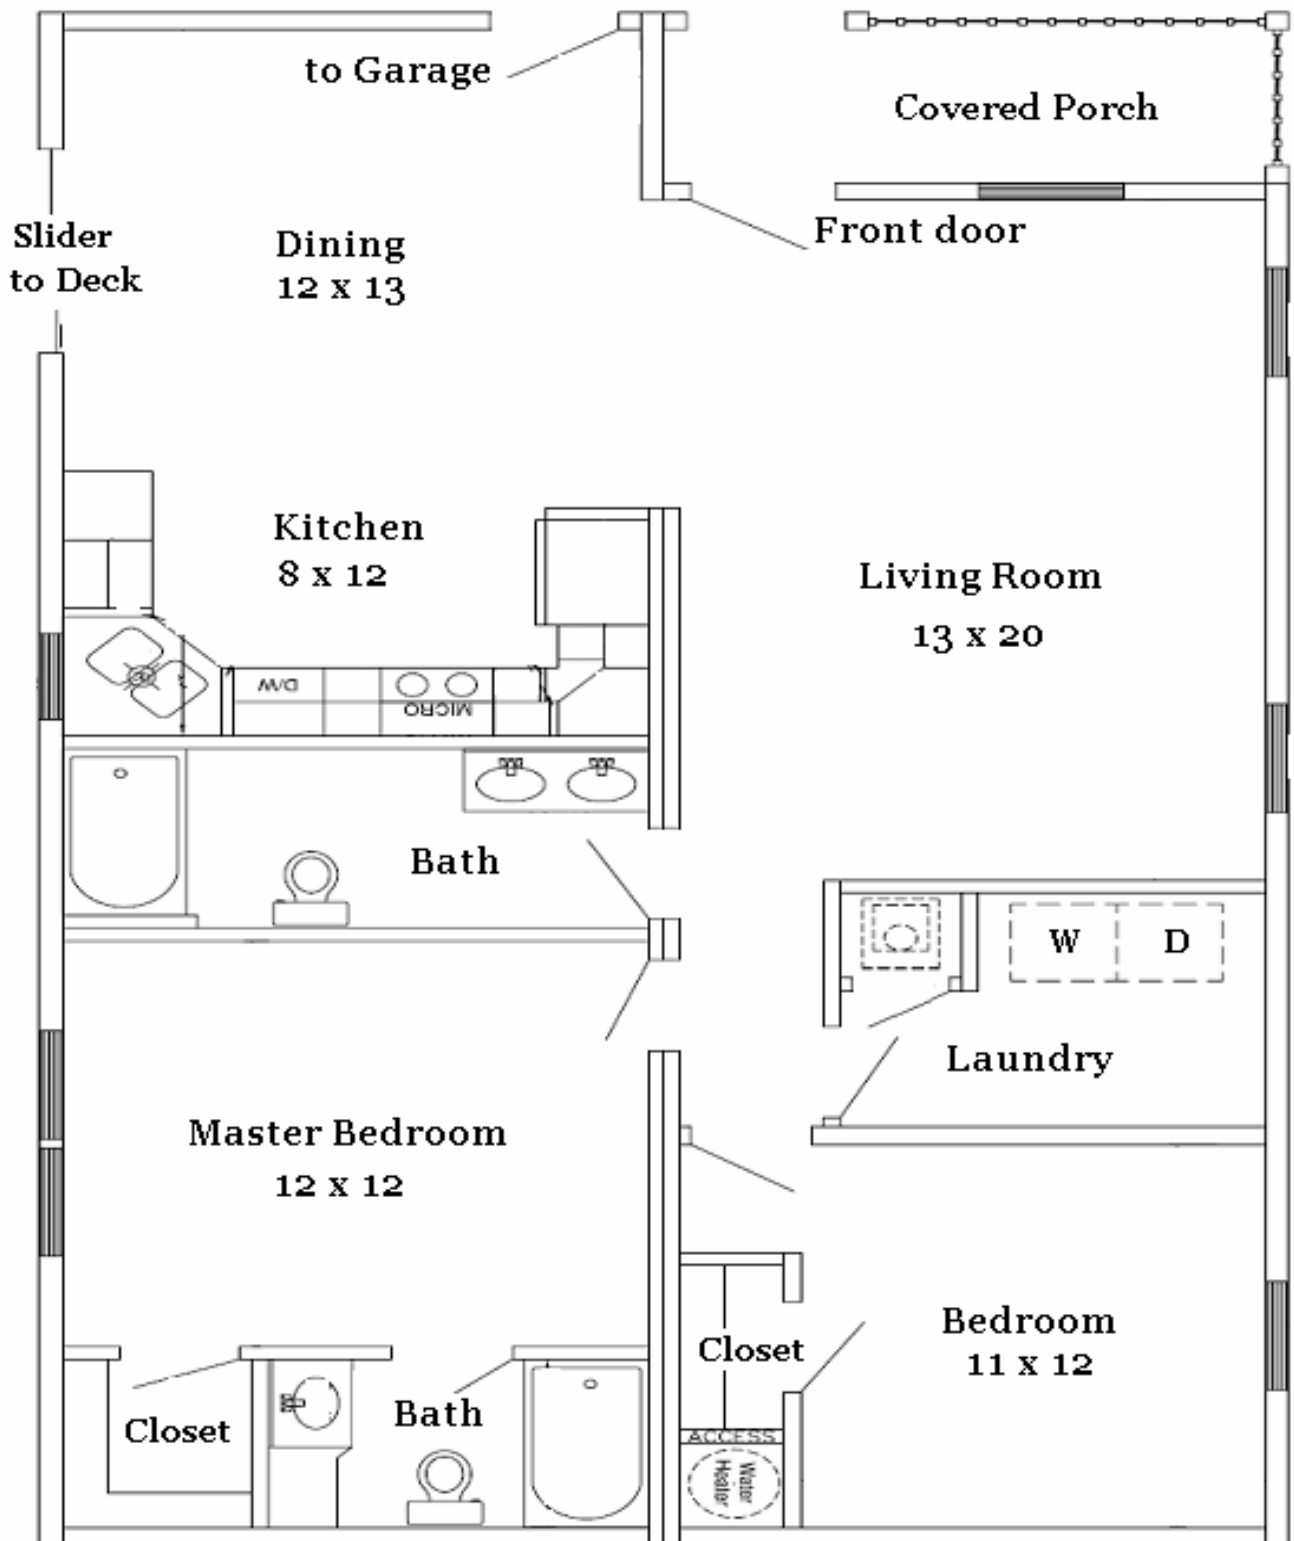 to Garage
Covered Porch
Slider
to Deck
Dining
12 x 13
Front door
Kitchen
8 x 12
Living Room
13 x 20
D/W
MICRO
Bath
W
D
Laundry
Master Bedroom
12 x 12
Closet
Bedroom
11 x 12
Bath
Closet
ACCESS
Water
Heater